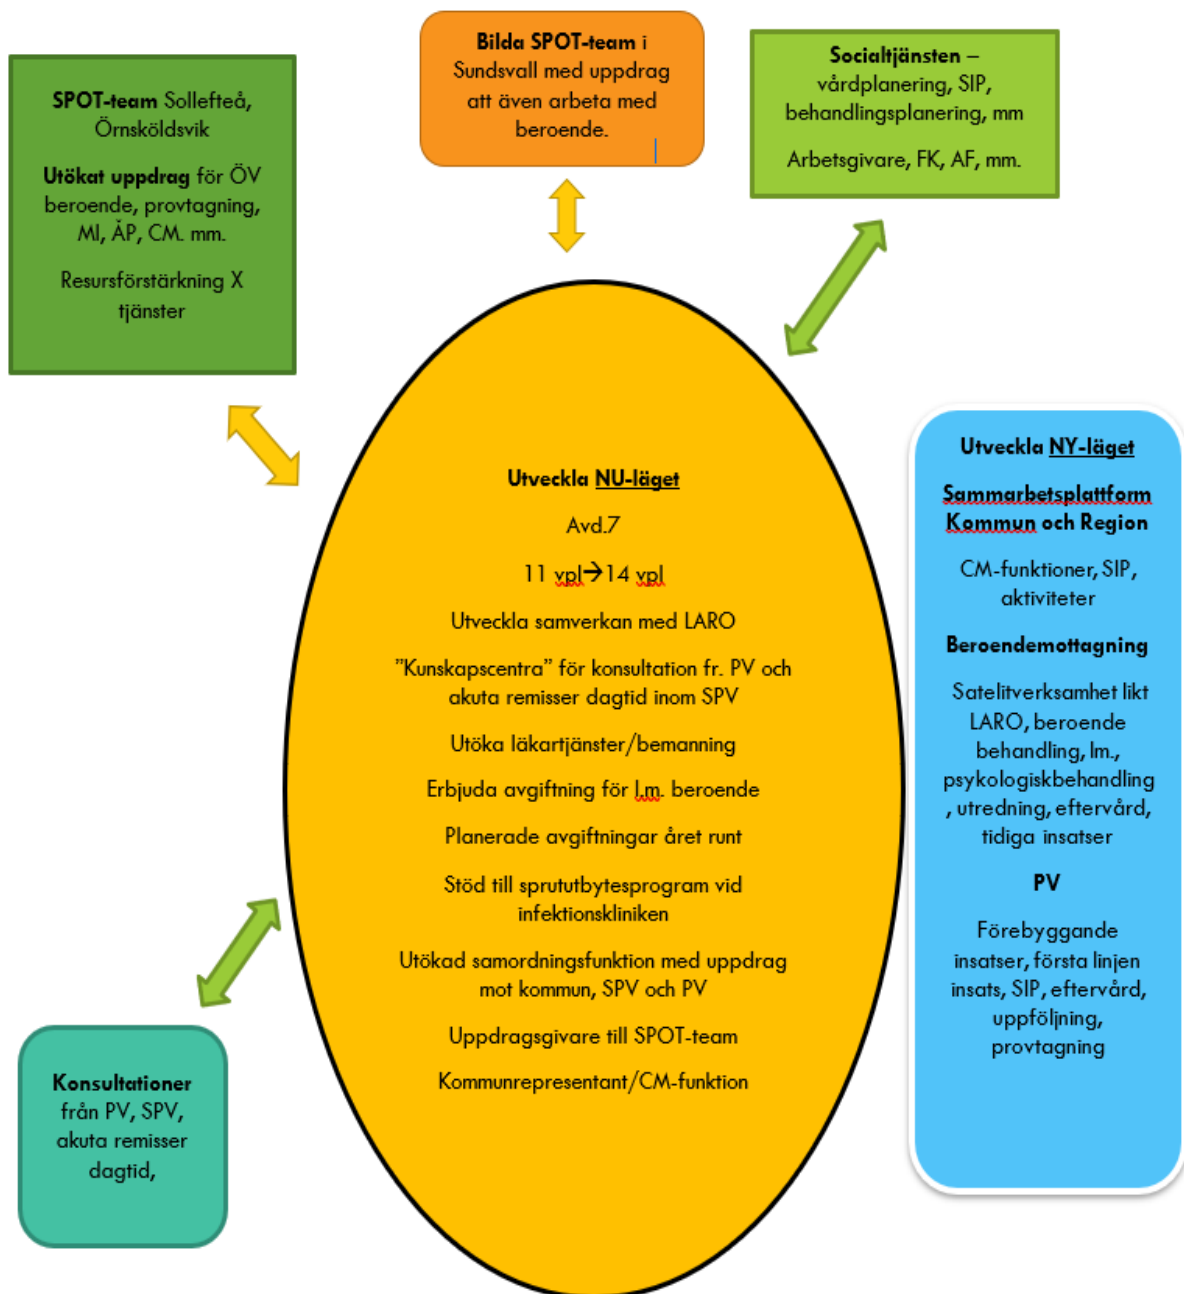 SPOT-team Sollefteå,
Örnsköldsvik
Utökat uppdrag för ÖV
beroende, provtagning,
MI, ÅP, CM. mm.
Resursförstärkning X
tjänster
Bilda SPOT-team i
Sundsvall med uppdrag
att även arbeta med
beroende.
Socialtjänsten –
vårdplanering, SIP,
behandlingsplanering, mm
Arbetsgivare, FK, AF, mm.
Utveckla NU-läget
Avd.7
11 vpl→14 vpl
Utveckla samverkan med LARO
”Kunskapscentra” för konsultation fr. PV och
akuta remisser dagtid inom SPV
Utöka läkartjänster/bemanning
Erbjuda avgiftning för l.m. beroende
Planerade avgiftningar året runt
Stöd till sprututbytesprogram vid
infektionskliniken
Utökad samordningsfunktion med uppdrag
mot kommun, SPV och PV
Uppdragsgivare till SPOT-team
Kommunrepresentant/CM-funktion
Utveckla NY-läget
Sammarbetsplattform
Kommun och Region
CM-funktioner, SIP,
aktiviteter
Beroendemottagning
Satelitverksamhet likt
LARO, beroende
behandling, lm.,
psykologiskbehandling
, utredning, eftervård,
tidiga insatser
PV
Förebyggande
insatser, första linjen
insats, SIP, eftervård,
uppföljning,
provtagning
Konsultationer
från PV, SPV,
akuta remisser
dagtid,